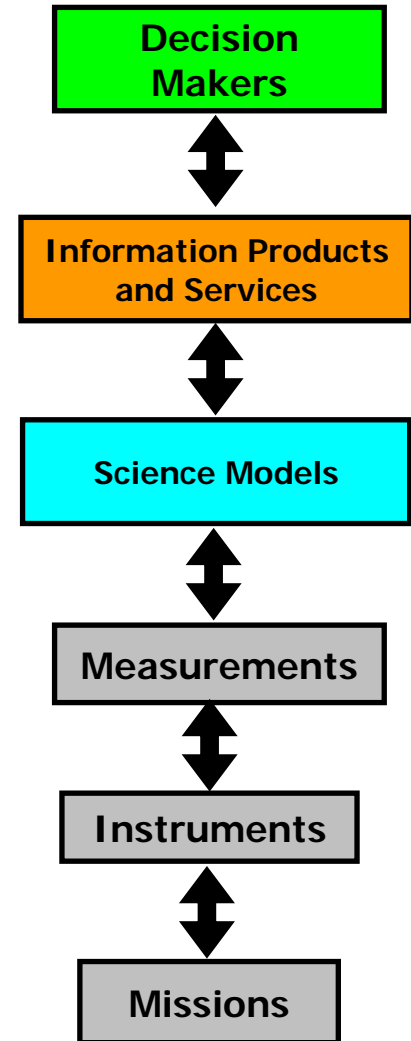 Decision
Makers
Information Products
and Services
Science Models
Measurements
Instruments
Missions